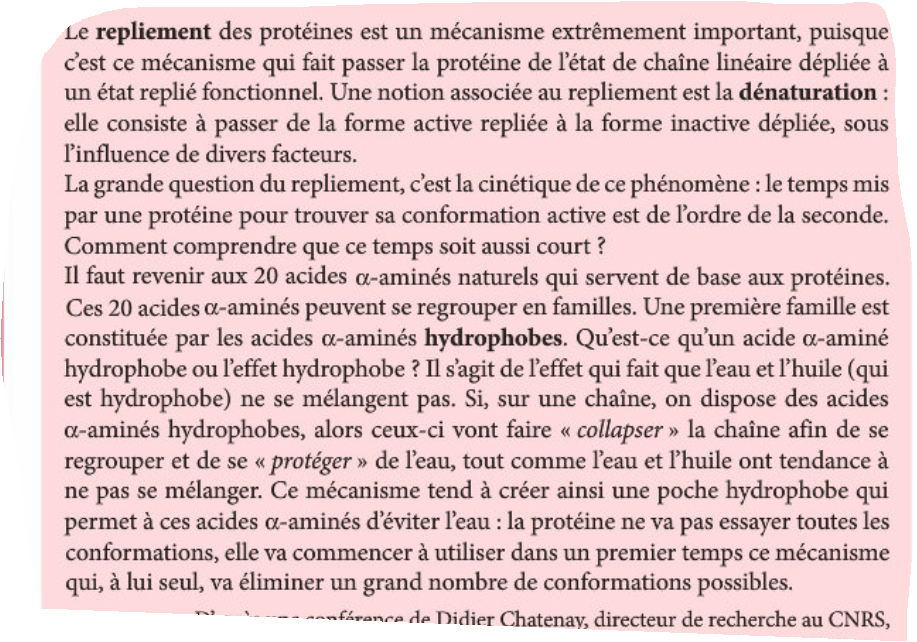 Le repliement des protéines est un mécanisme extrêmement important, puisque
c'est ce mécanisme qui fait passer la protéine de l'état de chaîne linéaire dépliée à
un état replié fonctionnel. Une notion associée au repliement est la dénaturation :
elle consiste à passer de la forme active repliée à la forme inactive dépliée, sous
l'influence de divers facteurs.
La grande question du repliement, c'est la cinétique de ce phénomène : le temps mis
par une protéine pour trouver sa conformation active est de l'ordre de la seconde.
Comment comprendre que ce temps soit aussi court ?
Il faut revenir aux 20 acides α-aminés naturels qui servent de base aux protéines.
Ces 20 acides α-aminés peuvent se regrouper en familles. Une première famille est
constituée par les acides α-aminés hydrophobes. Qu'est-ce qu'un acide α-aminé
hydrophobe ou l'effet hydrophobe ? Il s'agit de l'effet qui fait que l'eau et l'huile (qui
est hydrophobe) ne se mélangent pas. Si, sur une chaîne, on dispose des acides
α-aminés hydrophobes, alors ceux-ci vont faire « collapser » la chaîne afin de se
regrouper et de se « protéger » de l'eau, tout comme l'eau et l'huile ont tendance à
ne pas se mélanger. Ce mécanisme tend à créer ainsi une poche hydrophobe qui
permet à ces acides α-aminés d'éviter l'eau : la protéine ne va pas essayer toutes les
conformations, elle va commencer à utiliser dans un premier temps ce mécanisme
qui, à lui seul, va éliminer un grand nombre de conformations possibles.
conférence de Didier Chatenay, directeur de recherche au CNRS,